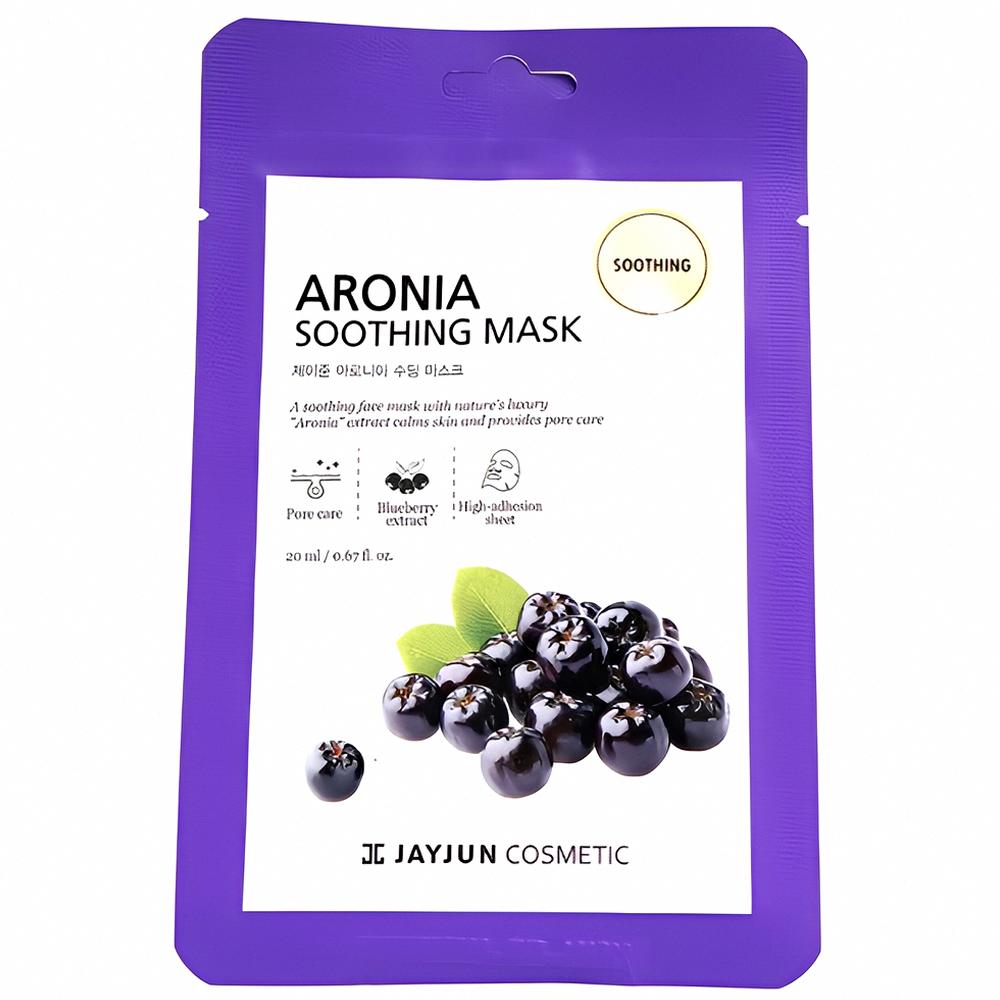 SOOTHING
ARONIA
SOOTHING MASK
제이준 아로니아 수딩 마스크
A soothing face mask with nature's luxury
"Aronia" extract calms skin and provides pore care
Pore care
Blueberry
extract
High-adhesion
sheet
20 ml / 0.67 fl. oz.
JAYJUN COSMETIC